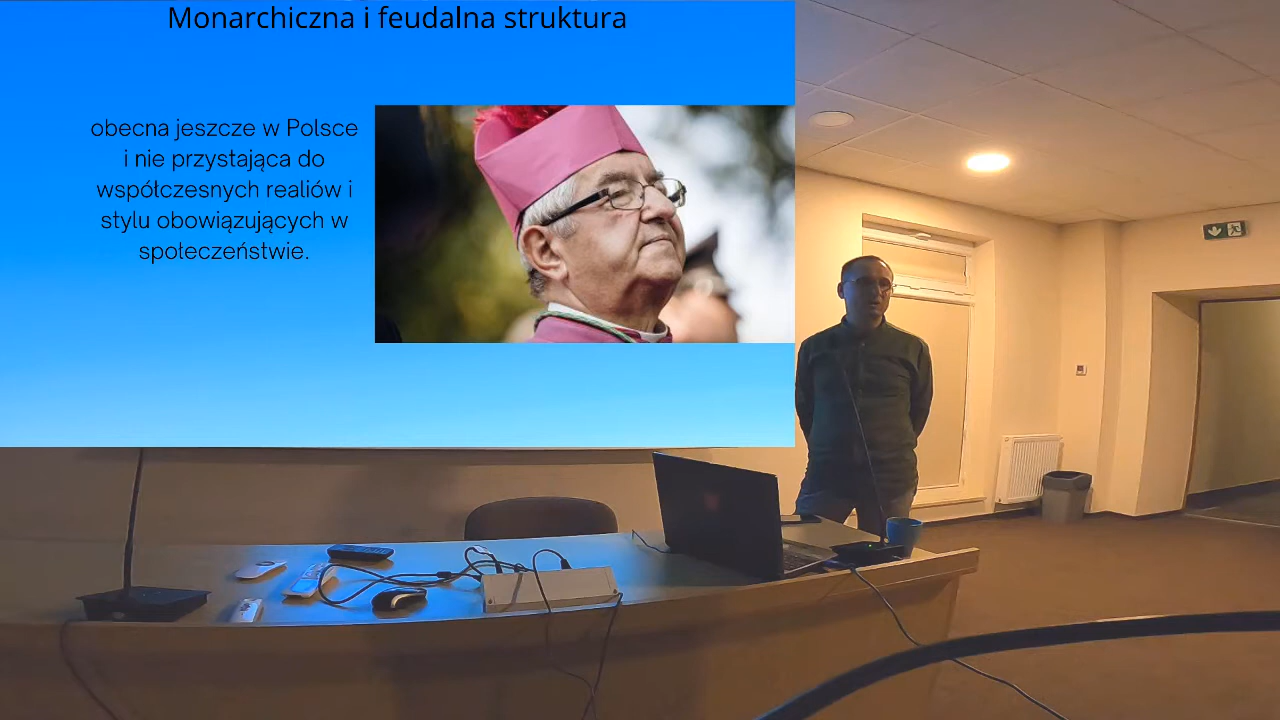 Monarchiczna i feudalna struktura
obecna jeszcze w Polsce
i nie przystająca do
współczesnych realiów i
stylu obowiązujących w
społeczeństwie.